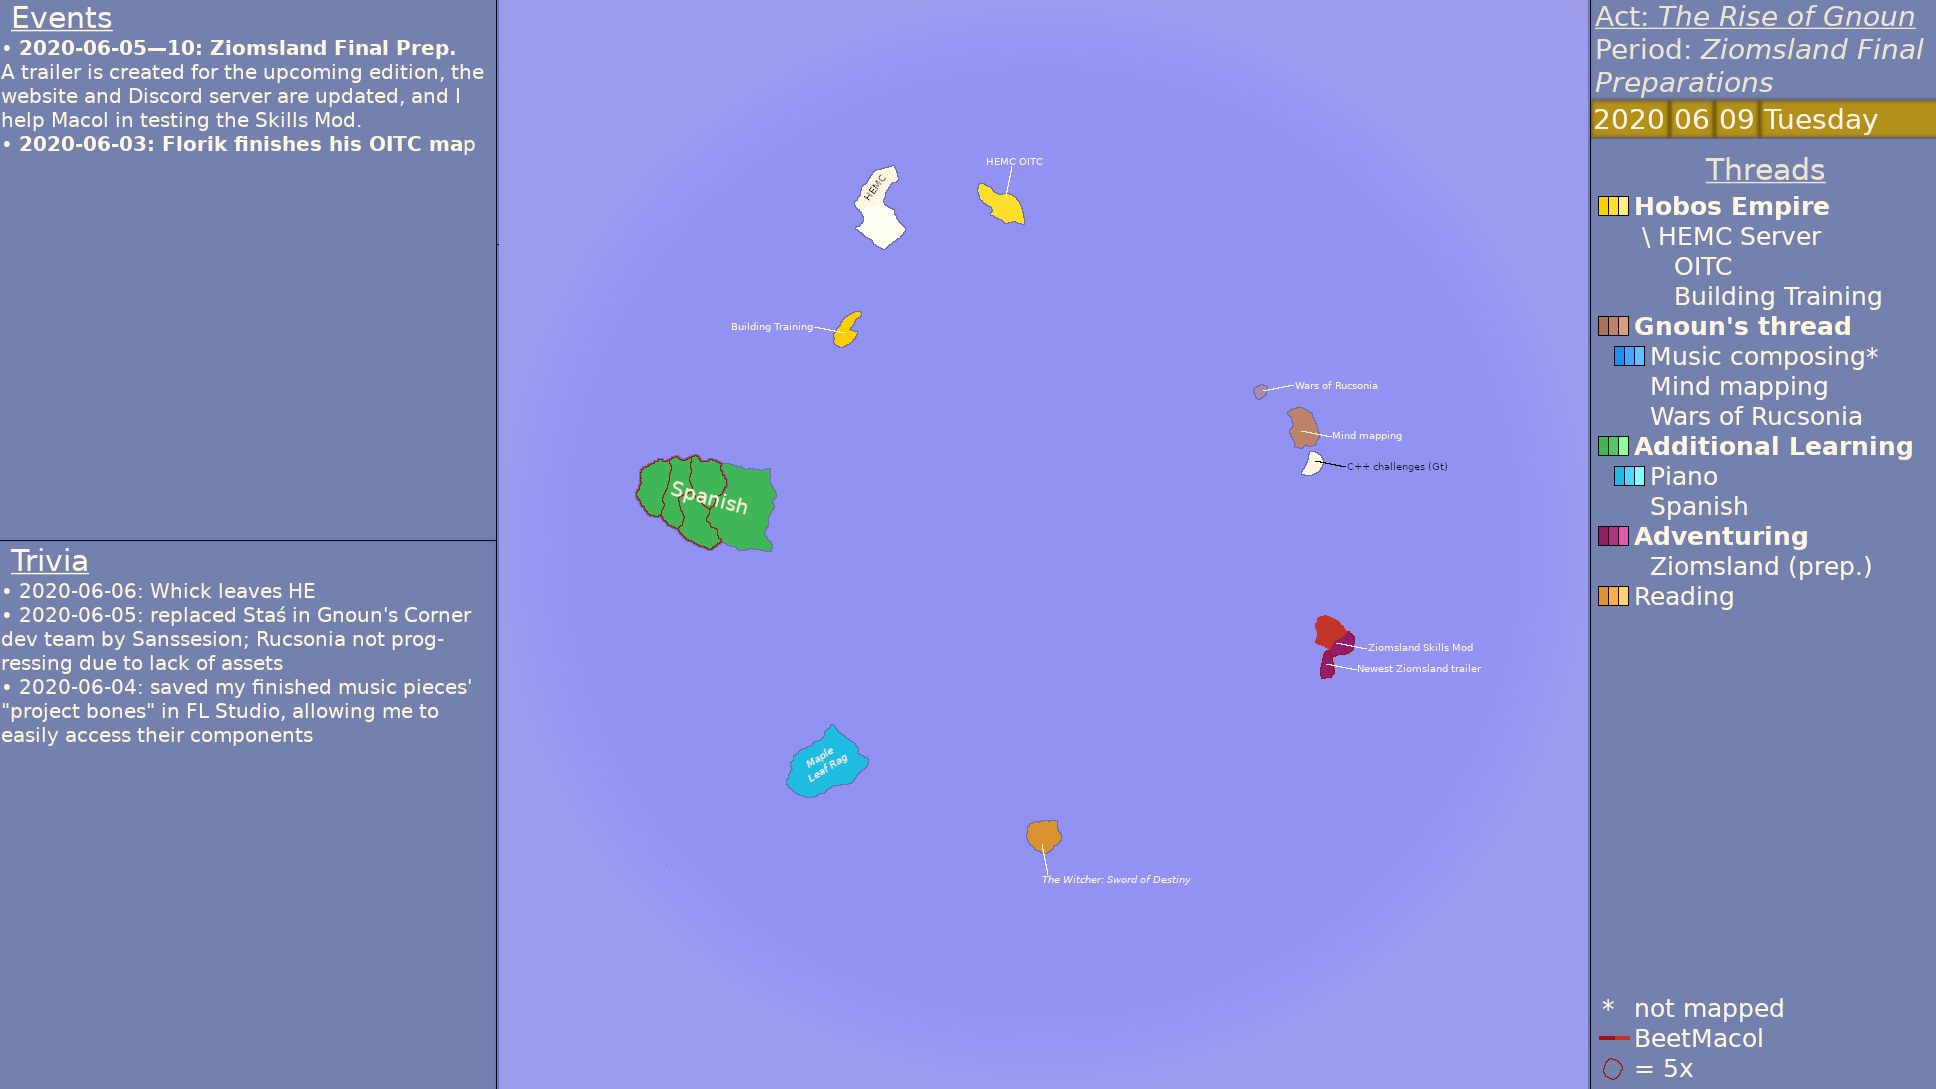 Events
• 2020-06-05—10: Ziomsland Final Prep.
A trailer is created for the upcoming edition, the
website and Discord server are updated, and I
help Macol in testing the Skills Mod.
• 2020-06-03: Florik finishes his OITC map
Trivia
• 2020-06-06: Whick leaves HE
• 2020-06-05: replaced Staś in Gnoun's Corner
dev team by Sanssesion; Rucsonia not prog-
ressing due to lack of assets
• 2020-06-04: saved my finished music pieces'
"project bones" in FL Studio, allowing me to
easily access their components
HEMC
HEMC OITC
Building Training
Wars of Rucsonia
Mind mapping
C++ challenges (Gt)
Spanish
Ziomsland Skills Mod
Newest Ziomsland trailer
Maple
Leaf Rag
The Witcher: Sword of Destiny
Act: The Rise of Gnoun
Period: Ziomsland Final
Preparations
2020 06 09 Tuesday
Threads
Hobos Empire
\ HEMC Server
OITC
Building Training
Gnoun's thread
Music composing*
Mind mapping
Wars of Rucsonia
Additional Learning
Piano
Spanish
Adventuring
Ziomsland (prep.)
Reading
* not mapped
BeetMacol
= 5x